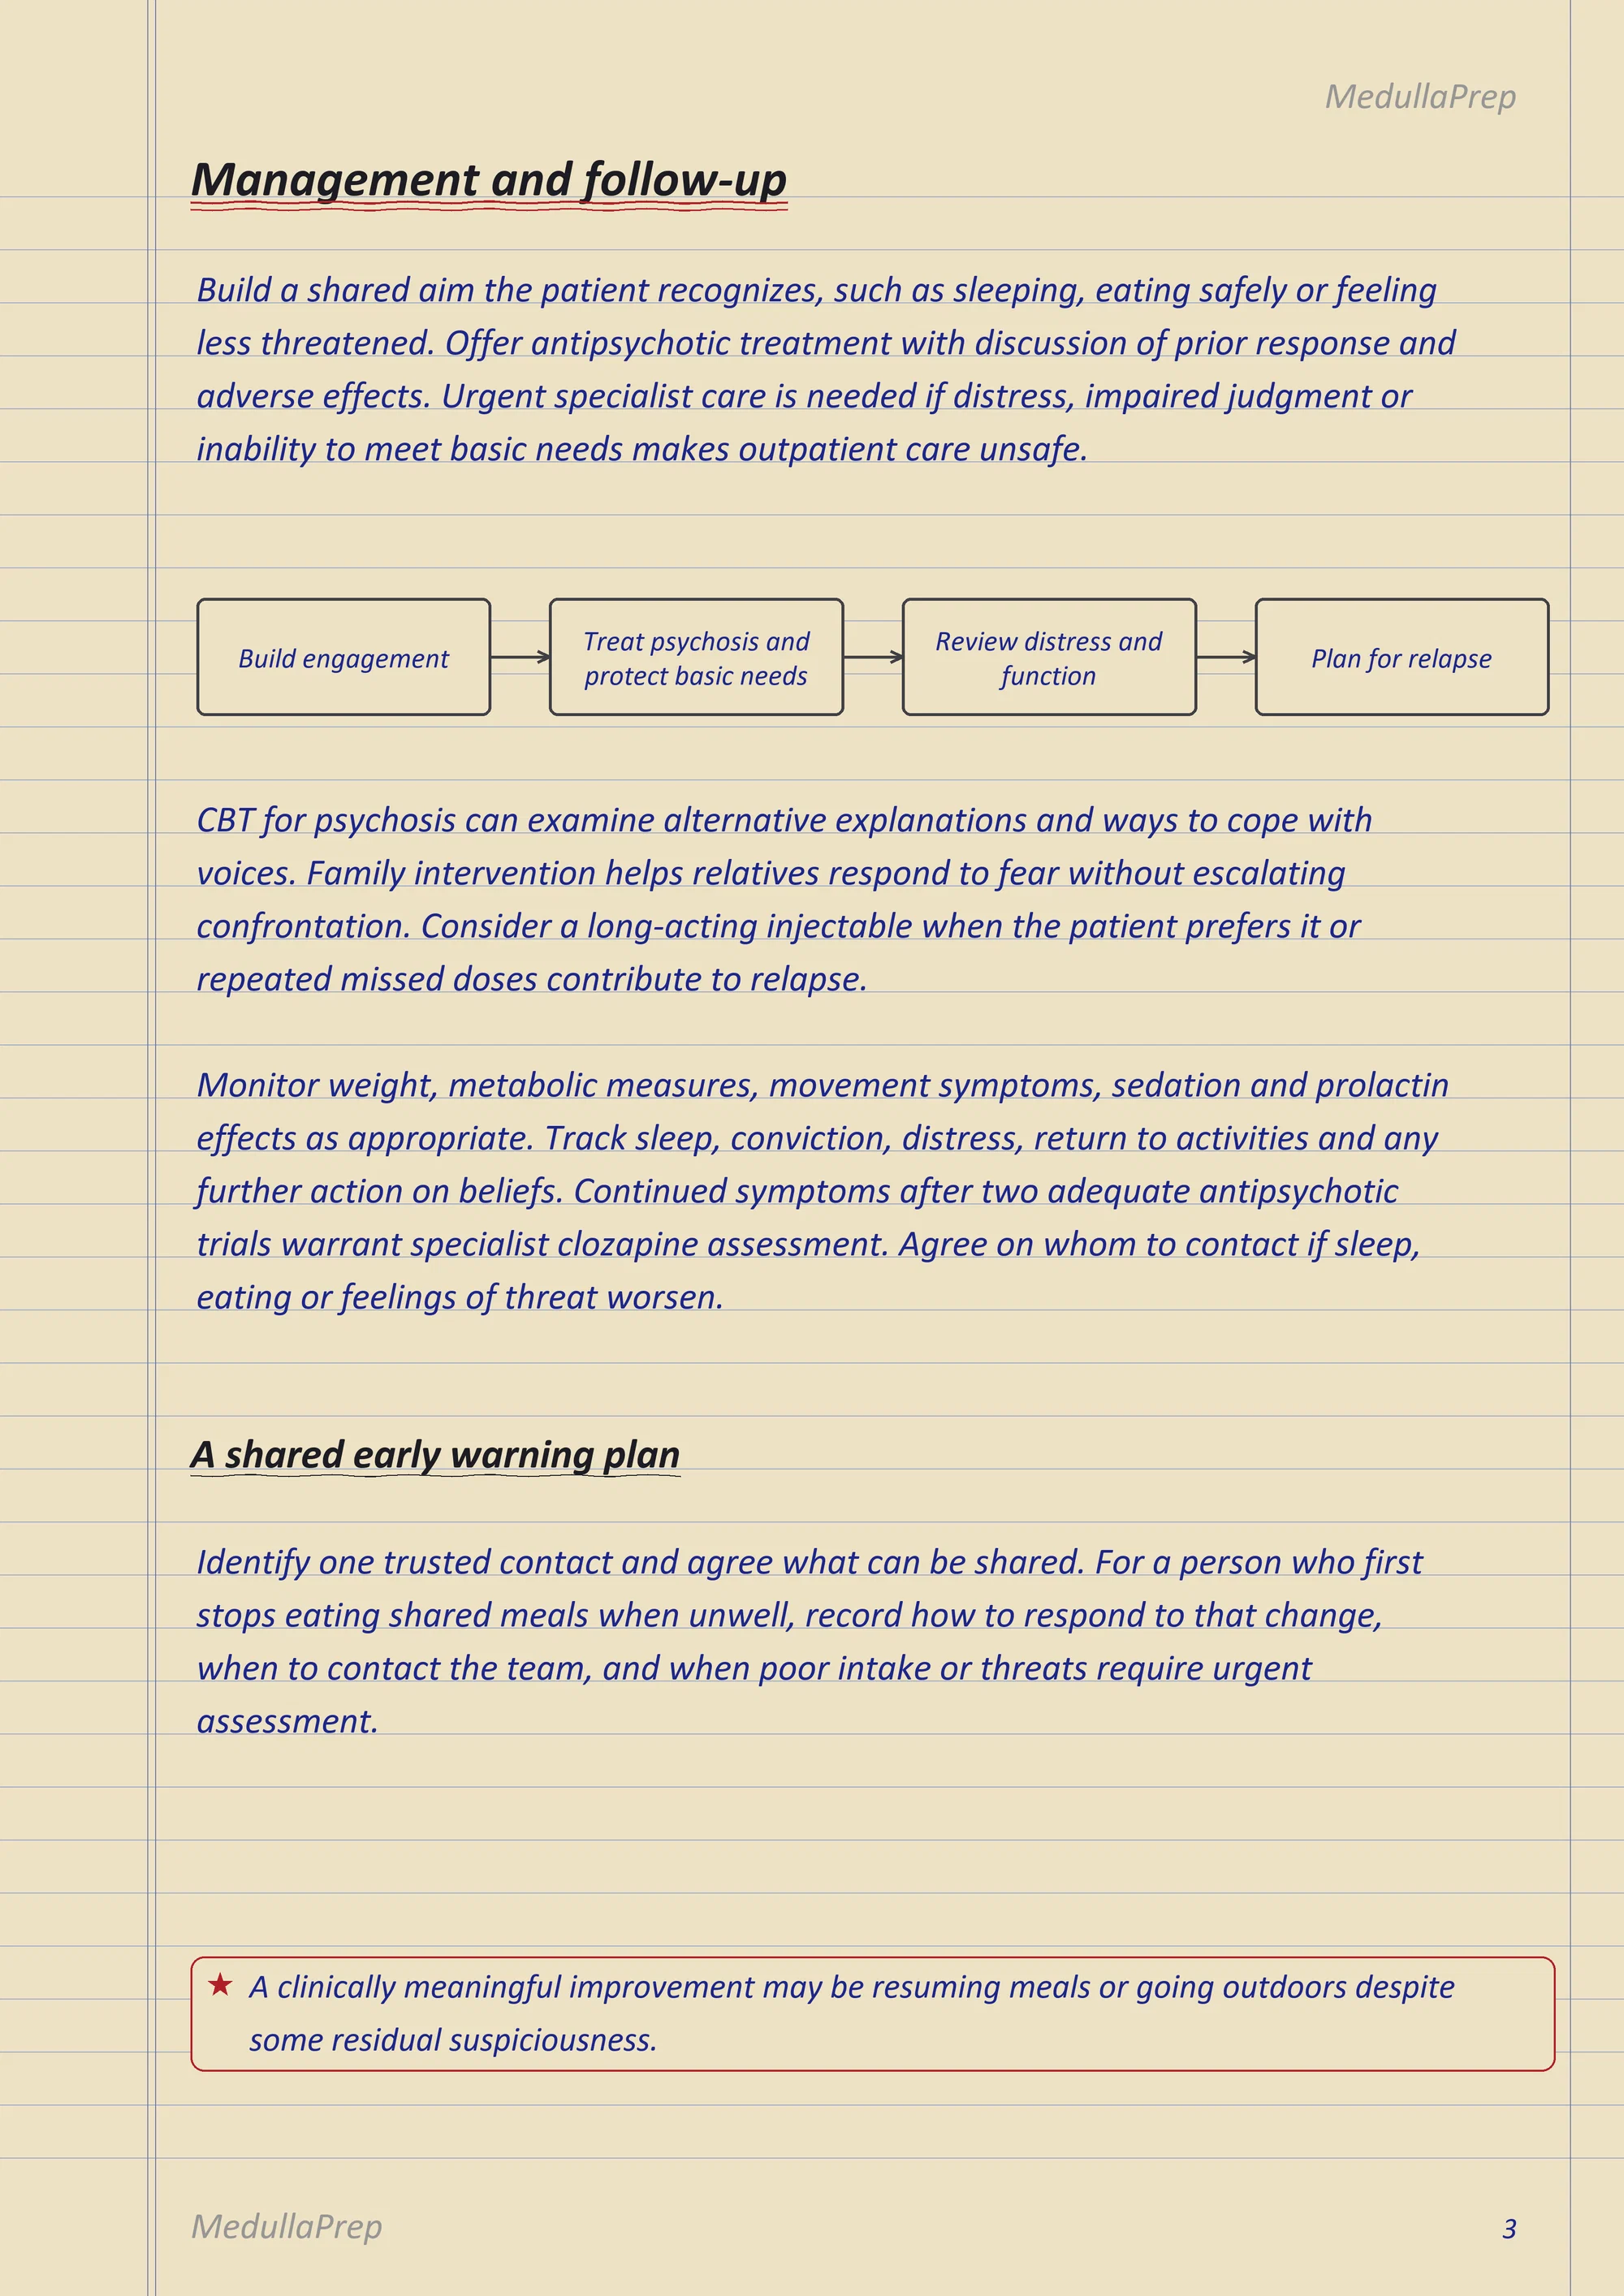 MedullaPrep
Management and follow-up
Build a shared aim the patient recognizes, such as sleeping, eating safely or feeling
less threatened. Offer antipsychotic treatment with discussion of prior response and
adverse effects. Urgent specialist care is needed if distress, impaired judgment or
inability to meet basic needs makes outpatient care unsafe.
Build engagement
Treat psychosis and
protect basic needs
Review distress and
function
Plan for relapse
CBT for psychosis can examine alternative explanations and ways to cope with
voices. Family intervention helps relatives respond to fear without escalating
confrontation. Consider a long-acting injectable when the patient prefers it or
repeated missed doses contribute to relapse.
Monitor weight, metabolic measures, movement symptoms, sedation and prolactin
effects as appropriate. Track sleep, conviction, distress, return to activities and any
further action on beliefs. Continued symptoms after two adequate antipsychotic
trials warrant specialist clozapine assessment. Agree on whom to contact if sleep,
eating or feelings of threat worsen.
A shared early warning plan
Identify one trusted contact and agree what can be shared. For a person who first
stops eating shared meals when unwell, record how to respond to that change,
when to contact the team, and when poor intake or threats require urgent
assessment.
★ A clinically meaningful improvement may be resuming meals or going outdoors despite
some residual suspiciousness.
MedullaPrep
3